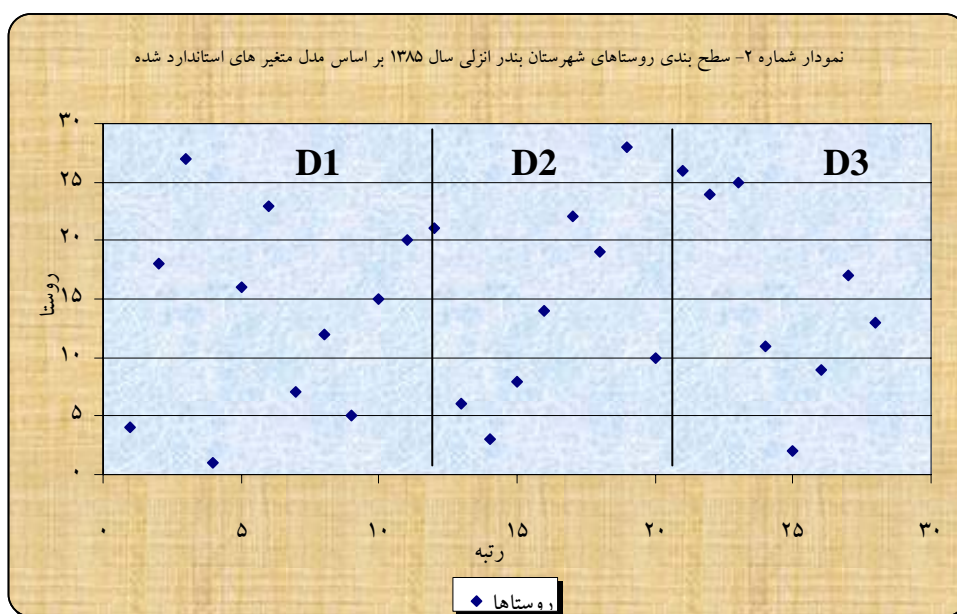 نمودار شماره ۲- سطح بندی روستاهای شهرستان بندر انزلی سال ۱۳۸۵ بر اساس مدل متغیر های استاندارد شده
D1 D2 D3
۳۰
۲۵
۲۰
۱۵
۱۰
۵
۰
روستا
۰ ۵ ۱۰ ۱۵ ۲۰ ۲۵ ۳۰
رتبه
روستاها